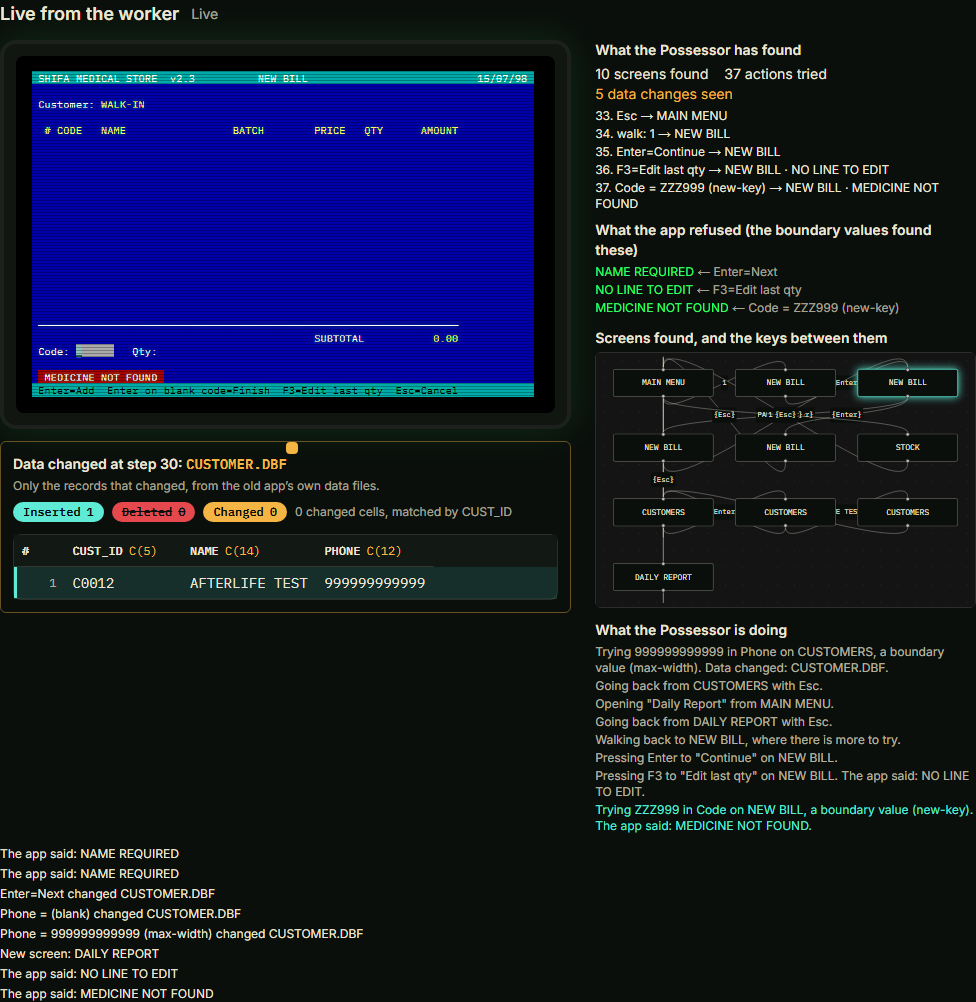 Live from the worker Live
SHIFA MEDICAL STORE v2.3 NEW BILL 15/07/98
Customer: WALK-IN
# CODE NAME BATCH PRICE QTY AMOUNT
SUBTOTAL 0.00
Code: Qty:
MEDICINE NOT FOUND
Enter=Add Enter on blank code=Finish F3=Edit last qty Esc=Cancel
Data changed at step 30: CUSTOMER.DBF
Only the records that changed, from the old app's own data files.
Inserted 1 Deleted 0 Changed 0 0 changed cells, matched by CUST_ID
# CUST_ID C(5) NAME C(14) PHONE C(12)
1 C0012 AFTERLIFE TEST 999999999999
What the Possessor has found
10 screens found 37 actions tried
5 data changes seen
33. Esc → MAIN MENU
34. walk: 1 → NEW BILL
35. Enter=Continue → NEW BILL
36. F3=Edit last qty → NEW BILL · NO LINE TO EDIT
37. Code = ZZZ999 (new-key) → NEW BILL · MEDICINE NOT
FOUND
What the app refused (the boundary values found
these)
NAME REQUIRED ← Enter=Next
NO LINE TO EDIT ← F3=Edit last qty
MEDICINE NOT FOUND ← Code = ZZZ999 (new-key)
Screens found, and the keys between them
MAIN MENU 1 NEW BILL Enter NEW BILL
{Esc} {Esc} {Enter}
NEW BILL NEW BILL STOCK
{Esc}
CUSTOMERS Enter CUSTOMERS E TES CUSTOMERS
DAILY REPORT
What the Possessor is doing
Trying 999999999999 in Phone on CUSTOMERS, a boundary
value (max-width). Data changed: CUSTOMER.DBF.
Going back from CUSTOMERS with Esc.
Opening "Daily Report" from MAIN MENU.
Going back from DAILY REPORT with Esc.
Walking back to NEW BILL, where there is more to try.
Pressing Enter to "Continue" on NEW BILL.
Pressing F3 to "Edit last qty" on NEW BILL. The app said: NO LINE
TO EDIT.
Trying ZZZ999 in Code on NEW BILL, a boundary value (new-key).
The app said: MEDICINE NOT FOUND.
The app said: NAME REQUIRED
The app said: NAME REQUIRED
Enter=Next changed CUSTOMER.DBF
Phone = (blank) changed CUSTOMER.DBF
Phone = 999999999999 (max-width) changed CUSTOMER.DBF
New screen: DAILY REPORT
The app said: NO LINE TO EDIT
The app said: MEDICINE NOT FOUND